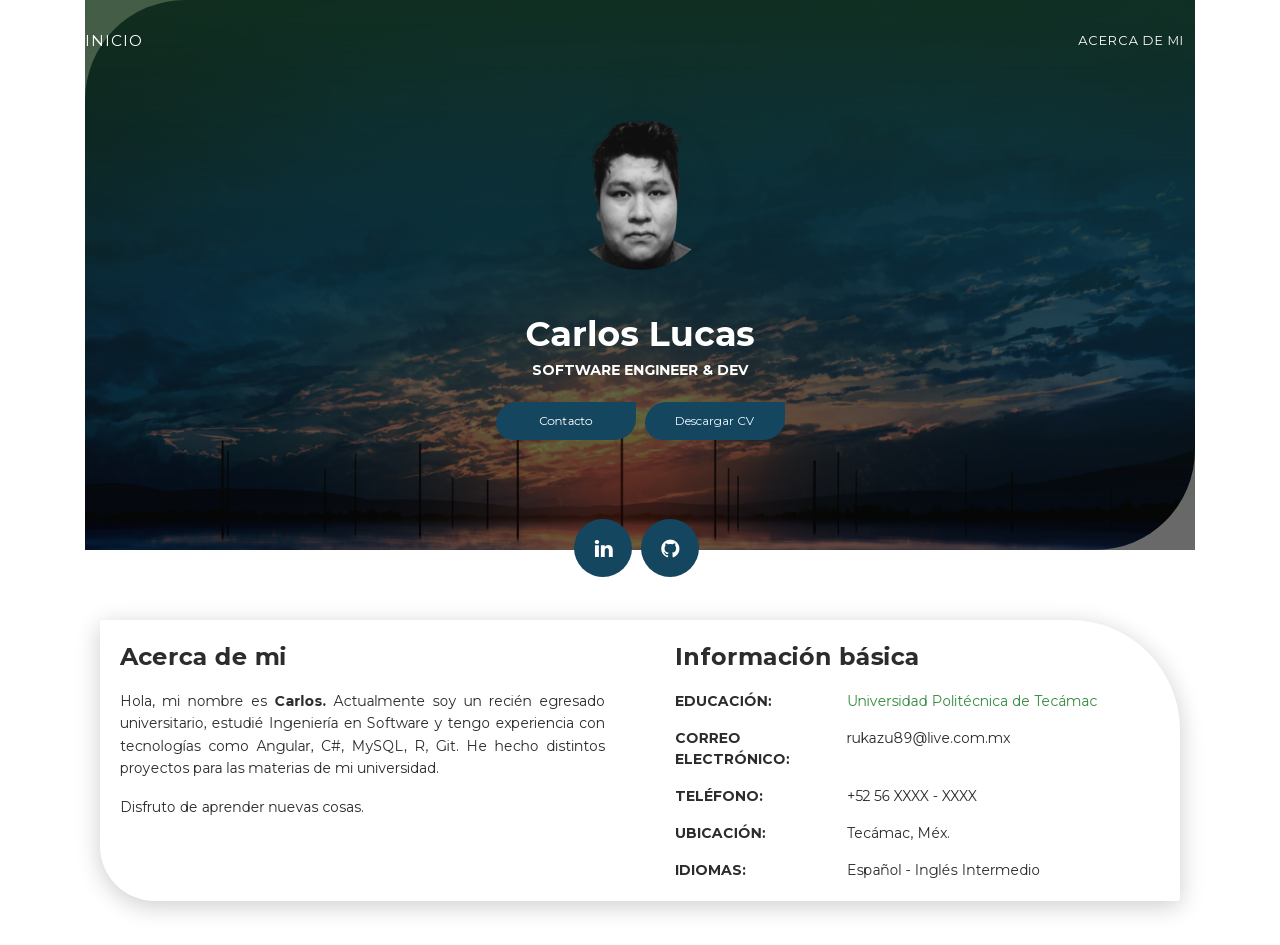 INICIO
ACERCA DE MI
Carlos Lucas
SOFTWARE ENGINEER & DEV
Contacto
Descargar CV
Acerca de mi
Hola, mi nombre es Carlos. Actualmente soy un recién egresado
universitario, estudié Ingeniería en Software y tengo experiencia con
tecnologías como Angular, C#, MySQL, R, Git. He hecho distintos
proyectos para las materias de mi universidad.
Disfruto de aprender nuevas cosas.
Información básica
EDUCACIÓN:
Universidad Politécnica de Tecámac
CORREO
ELECTRÓNICO:
rukazu89@live.com.mx
TELÉFONO:
+52 56 XXXX - XXXX
UBICACIÓN:
Tecámac, Méx.
IDIOMAS:
Español - Inglés Intermedio